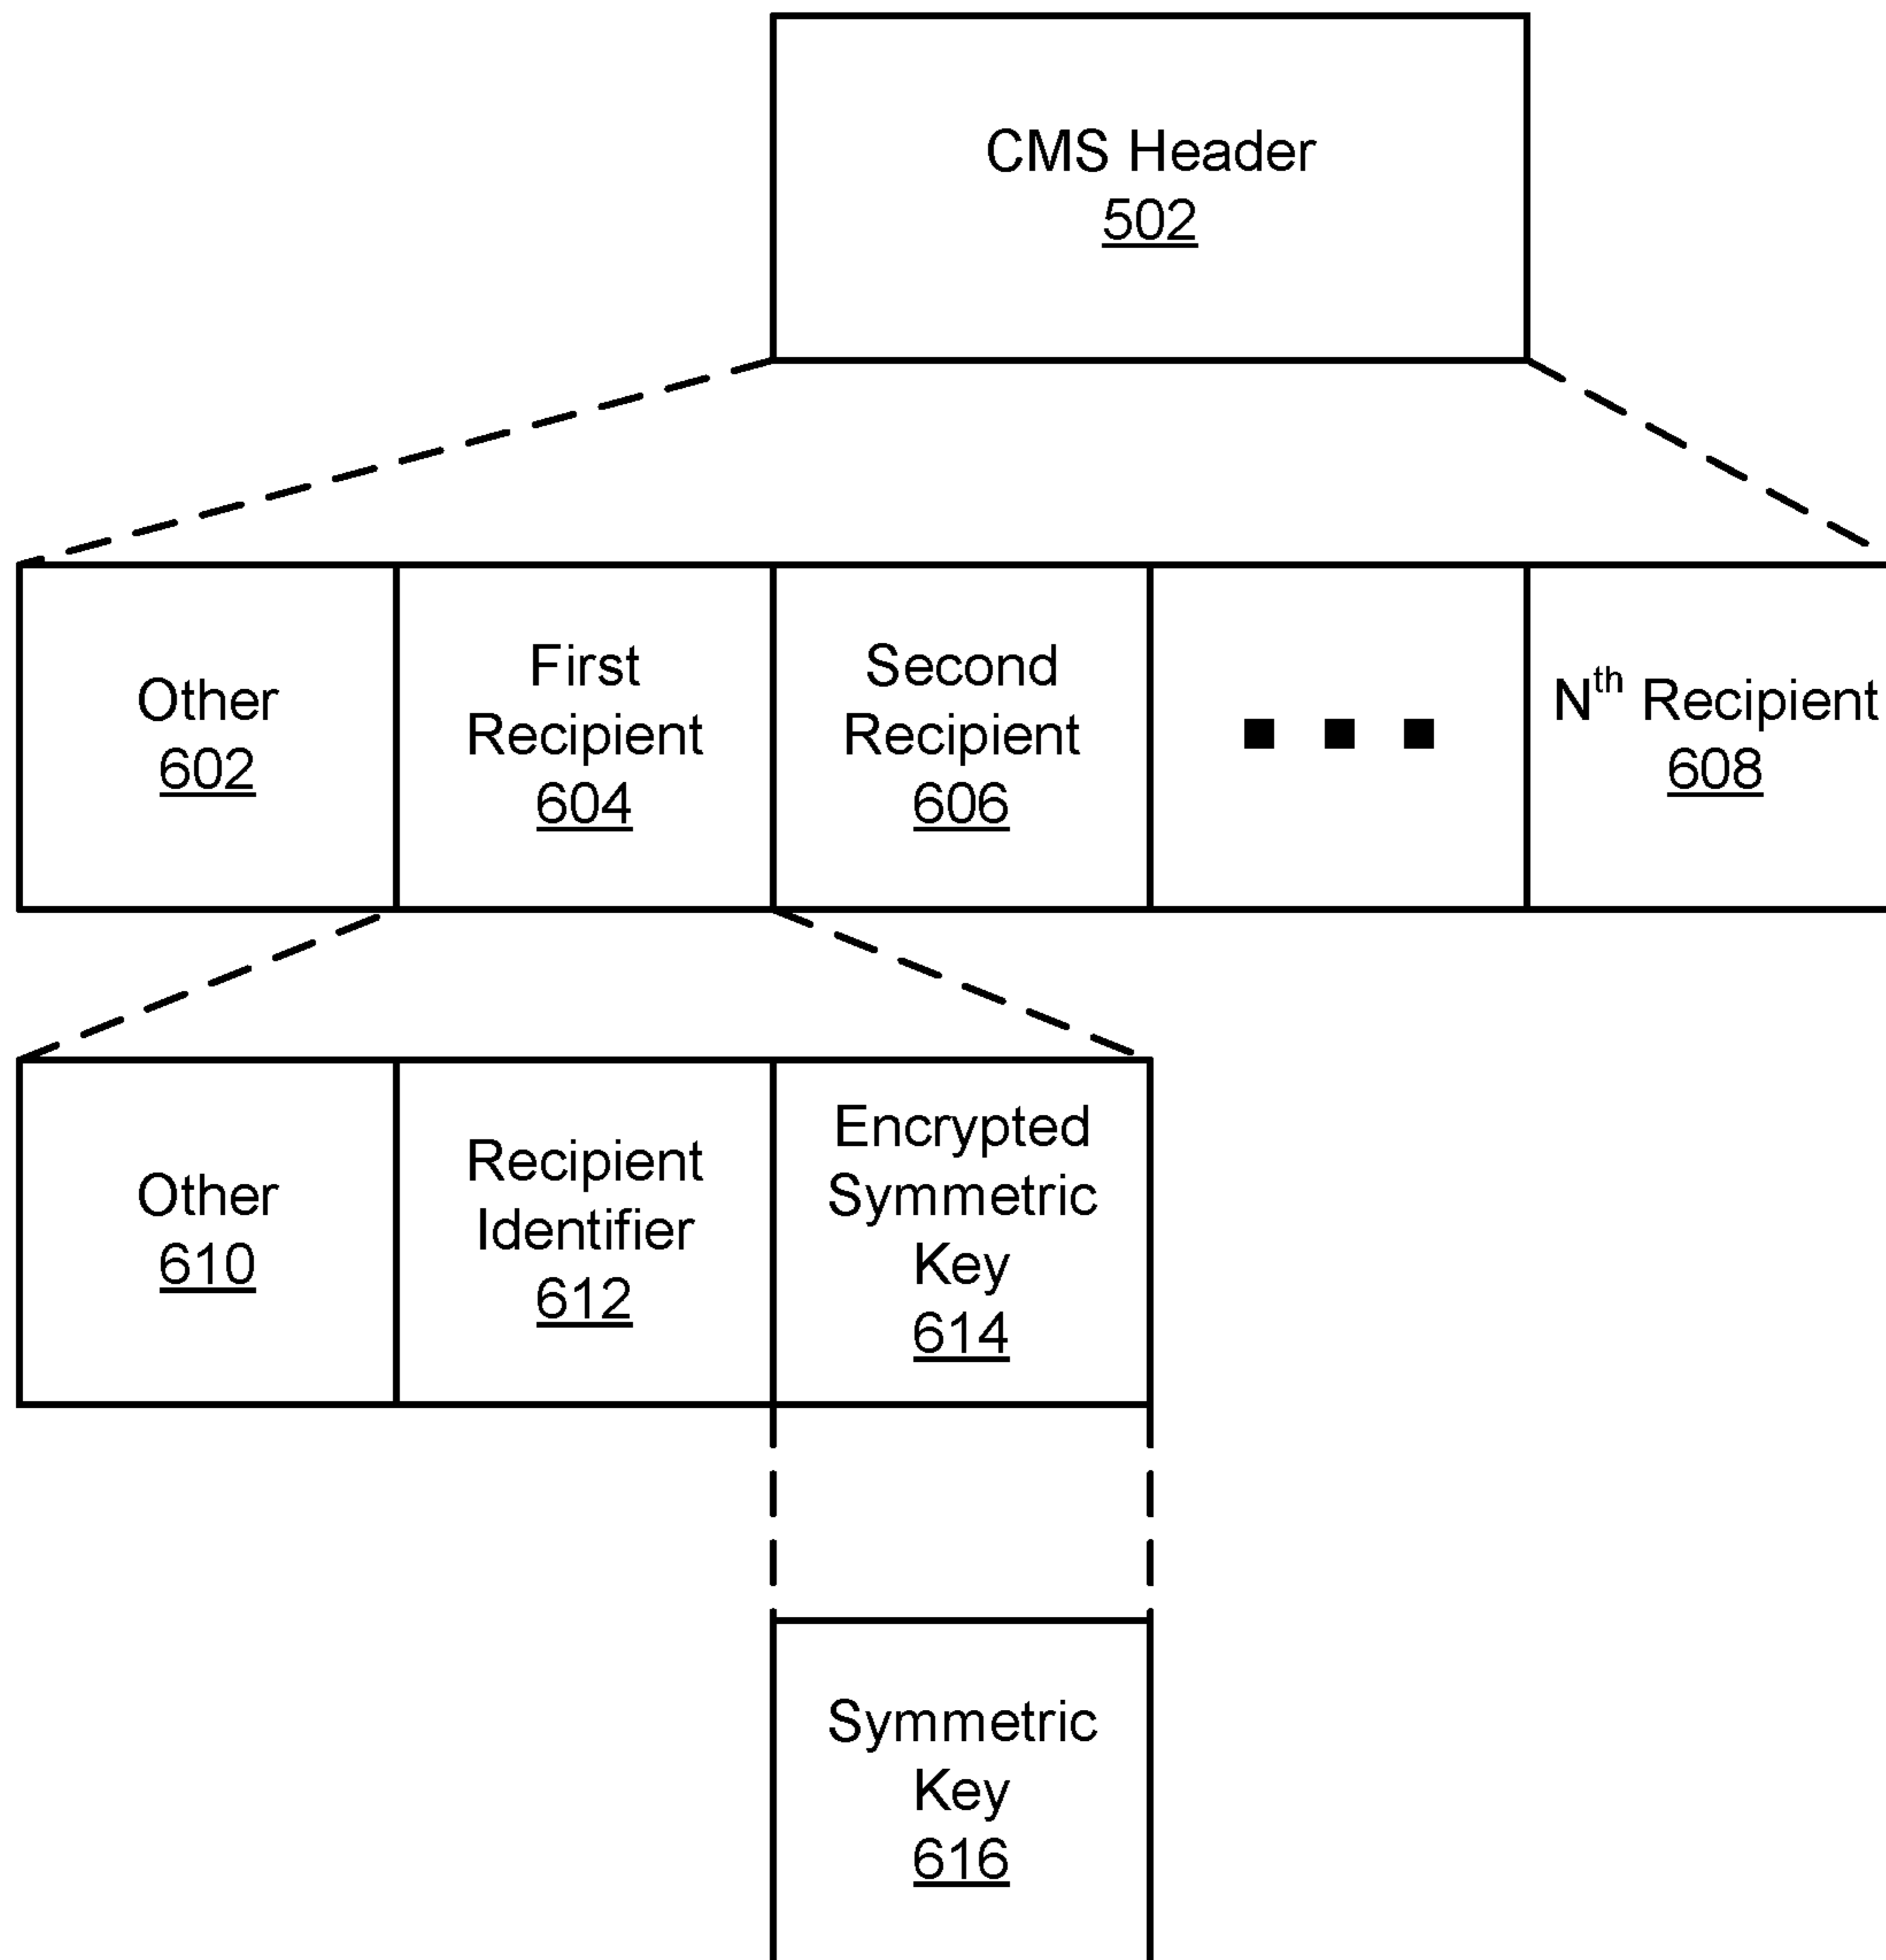 CMS Header
502
Other
602
First
Recipient
604
Second
Recipient
606
Nth Recipient
608
Other
610
Recipient
Identifier
612
Encrypted
Symmetric
Key
614
Symmetric
Key
616